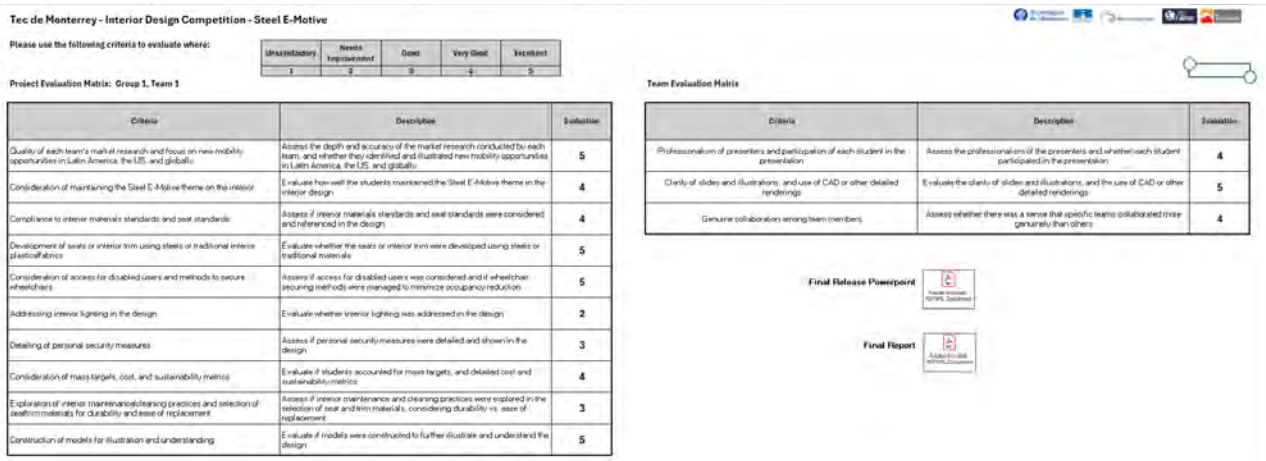 Tec de Monterrey - Interior Design Competition - Steel E-Motive
Please use the following criteria to evaluate where:
Unsatisfactory Needs Improvement Good Very Good Excellent
1 2 3 4 5
Project Evaluation Matrix: Group 1, Team 1
Criteria Description Evaluation
Quality of each team's market research and focus on new mobility
opportunities in Latin America, the US, and globally.
Assess the depth and accuracy of the market research conducted by each
team, and whether they identified and illustrated new mobility opportunities
in Latin America, the US, and globally
5
Consideration of maintaining the Steel E-Motive theme on the interior
Evaluate how well the students maintained the Steel E-Motive theme in the
interior design
4
Compliance to interior materials standards and seat standards
Assess if interior materials standards and seat standards were considered
and referenced in the design
4
Development of seats or interior trim using steels or traditional interior
plastics/fabrics
Evaluate whether the seats or interior trim were developed using steels or
traditional materials
5
Consideration of access for disabled users and methods to secure
wheelchairs
Assess if access for disabled users was considered and if wheelchair
securing methods were managed to minimize occupancy reduction
5
Addressing interior lighting in the design
Evaluate whether interior lighting was addressed in the design
2
Detailing of personal security measures
Assess if personal security measures were detailed and shown in the
design
3
Consideration of mass targets, cost, and sustainability metrics
Evaluate if students accounted for mass targets, and detailed cost and
sustainability metrics
4
Exploration of interior maintenance/cleaning practices and selection of
seat/trim materials for durability and ease of replacement
Assess if interior maintenance and cleaning practices were explored in the
selection of seat and trim materials, considering durability vs. ease of
replacement
3
Construction of models for illustration and understanding
Evaluate if models were constructed to further illustrate and understand the
design
5
Team Evaluation Matrix
Criteria Description Evaluation
Professionalism of presenters and participation of each student in the
presentation
Assess the professionalism of the presenters and whether each student
participated in the presentation
4
Clarity of slides and illustrations, and use of CAD or other detailed
renderings
Evaluate the clarity of slides and illustrations, and the use of CAD or other
detailed renderings
5
Genuine collaboration among team members
Assess whether there was a sense that specific teams collaborated more
genuinely than others
4
Final Release Powerpoint
Final Report